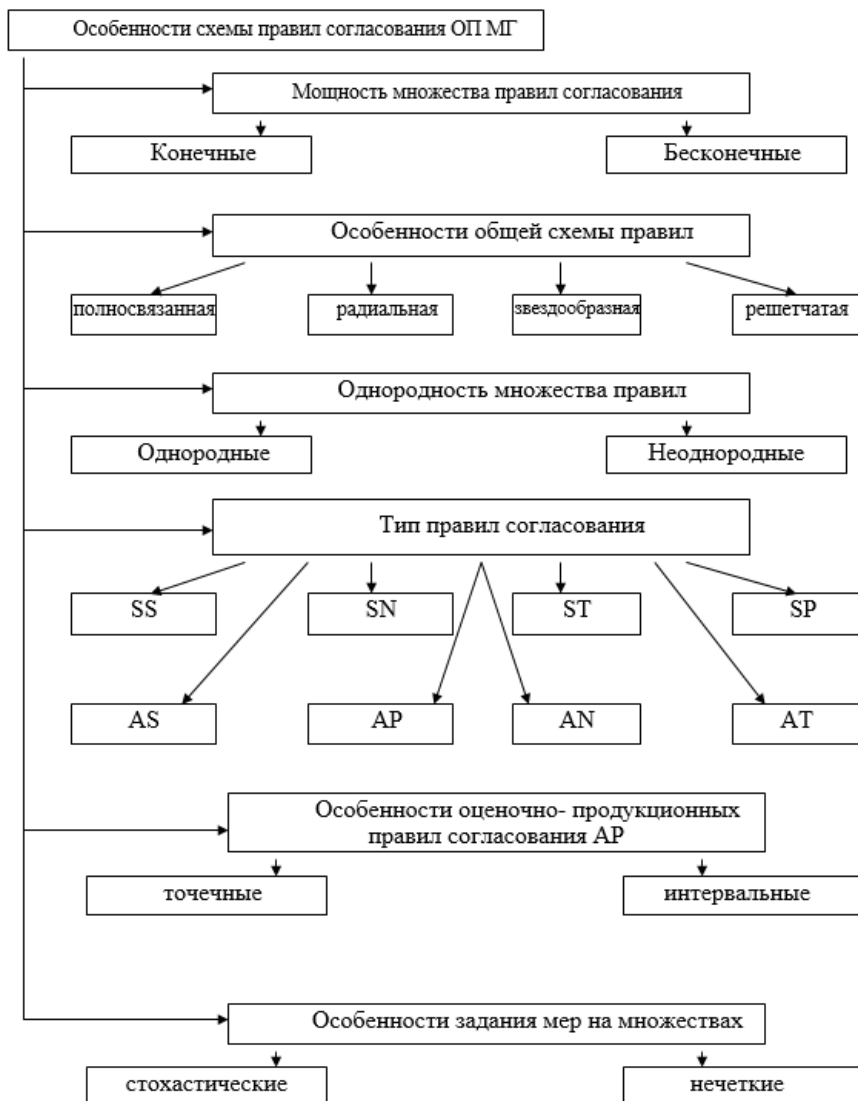 Особенности схемы правил согласования ОП МГ
Мощность множества правил согласования
Конечные
Бесконечные
Особенности общей схемы правил
полносвязанная
радиальная
звездообразная
решетчатая
Однородность множества правил
Однородные
Неоднородные
Тип правил согласования
SS
SN
ST
SP
AS
AP
AN
AT
Особенности оценочно- продукционных
правил согласования АР
точечные
интервальные
Особенности задания мер на множествах
стохастические
нечеткие